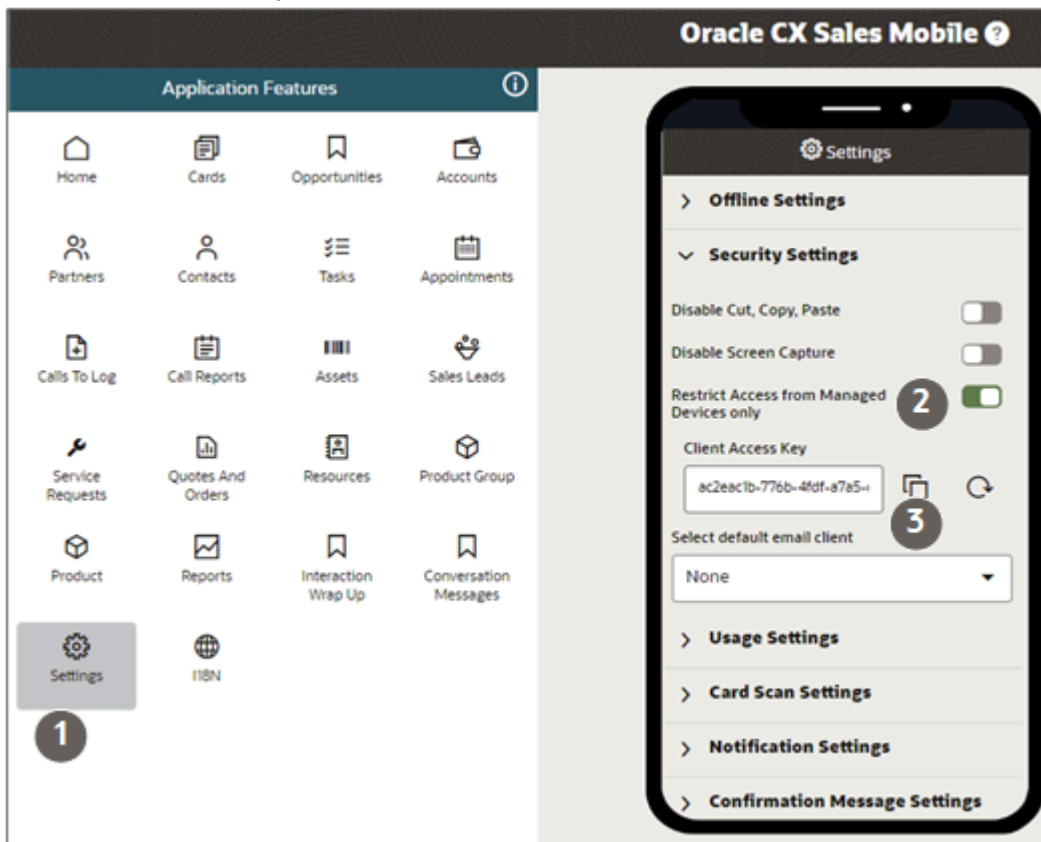 Oracle CX Sales Mobile ?
Application Features
Home
Cards
Opportunities
Accounts
Partners
Contacts
Tasks
Appointments
Calls To Log
Call Reports
Assets
Sales Leads
Service
Requests
Quotes And
Orders
Resources
Product Group
Product
Reports
Interaction
Wrap Up
Conversation
Messages
Settings
I18N
1
Settings
Offline Settings
Security Settings
Disable Cut, Copy, Paste
Disable Screen Capture
Restrict Access from Managed
Devices only
2
Client Access Key
ac2eac1b-776b-4fdf-a7a5-
3
Select default email client
None
Usage Settings
Card Scan Settings
Notification Settings
Confirmation Message Settings